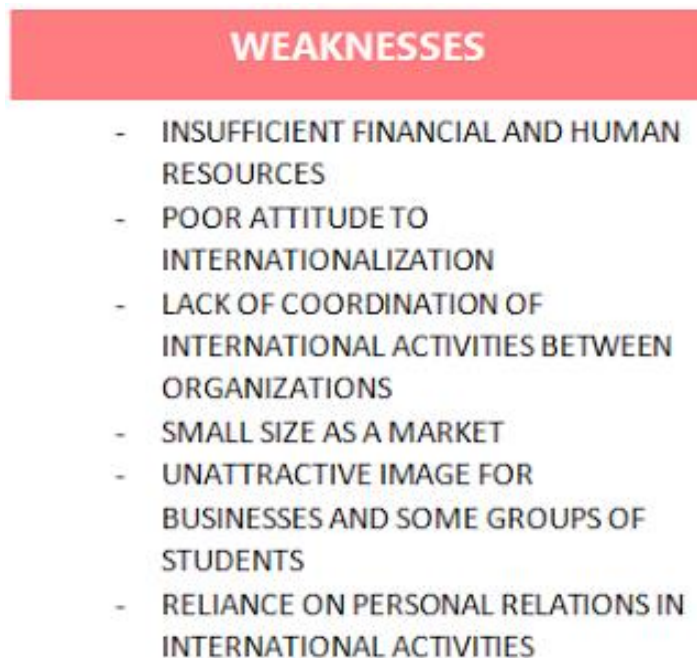 WEAKNESSES
- INSUFFICIENT FINANCIAL AND HUMAN
RESOURCES
- POOR ATTITUDE TO
INTERNATIONALIZATION
- LACK OF COORDINATION OF
INTERNATIONAL ACTIVITIES BETWEEN
ORGANIZATIONS
- SMALL SIZE AS A MARKET
- UNATTRACTIVE IMAGE FOR
BUSINESSES AND SOME GROUPS OF
STUDENTS
- RELIANCE ON PERSONAL RELATIONS IN
INTERNATIONAL ACTIVITIES